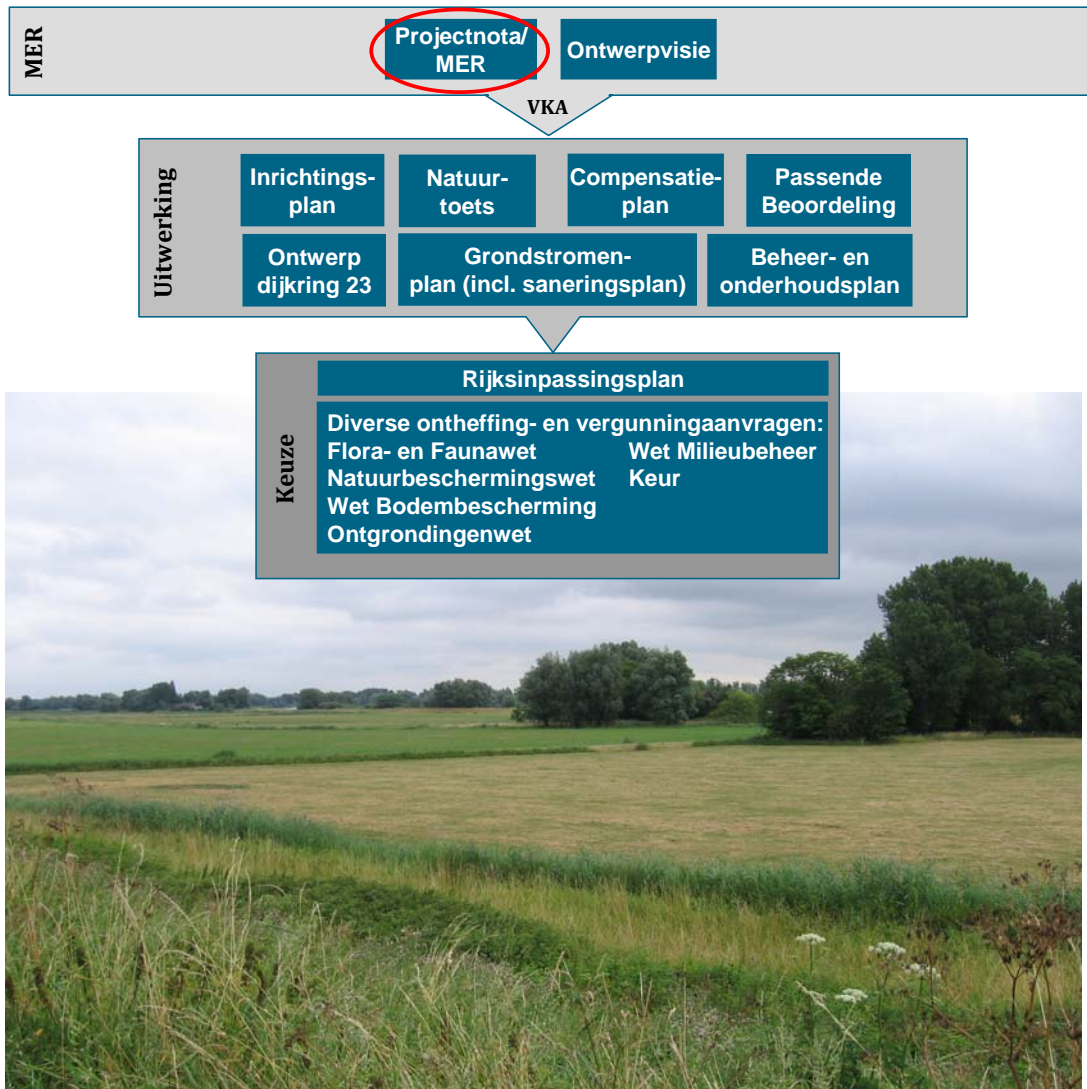 MER
Projectnota/
MER
Ontwerpvisie
VKA
Uitwerking
Inrichtings-
plan
Natuur-
toets
Compensatie-
plan
Passende
Beoordeling
Ontwerp
dijkring 23
Grondstromen-
plan (incl. saneringsplan)
Beheer- en
onderhoudsplan
Keuze
Rijksinpassingsplan
Diverse ontheffing- en vergunningaanvragen:
Flora- en Faunawet Wet Milieubeheer
Natuurbeschermingswet Keur
Wet Bodembescherming
Ontgrondingenwet